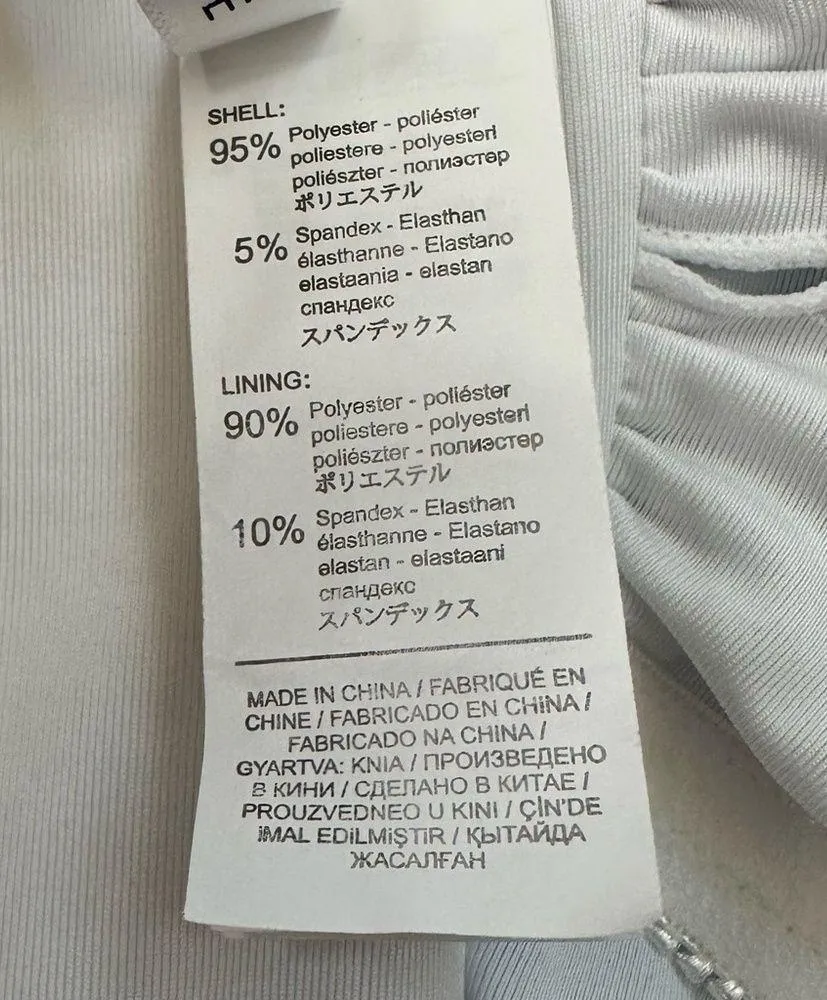 SHELL:
95% Polyester - poliéster
poliestere - polyesteri
poliészter - полиэстер
ポリエステル
5% Spandex - Elasthan
élasthanne - Elastano
elastaania - elastan
спандекс
スパンデックス
LINING:
90% Polyester - poliéster
poliestere - polyesteri
poliészter - полиэстер
ポリエステル
10% Spandex - Elasthan
élasthanne - Elastano
elastan - elastaani
спандекс
スパンデックス
MADE IN CHINA / FABRIQUÉ EN
CHINE / FABRICADO EN CHINA /
FABRICADO NA CHINA /
GYARTVA: KNIA / ПРОИЗВЕДЕНО
В КИНИ / СДЕЛАНО В КИТАЕ /
PROUZVEDNEO U KINI / ÇİN'DE
İMAL EDİLMİŞTİR / ҚЫТАЙДА
ЖАСАЛҒАН